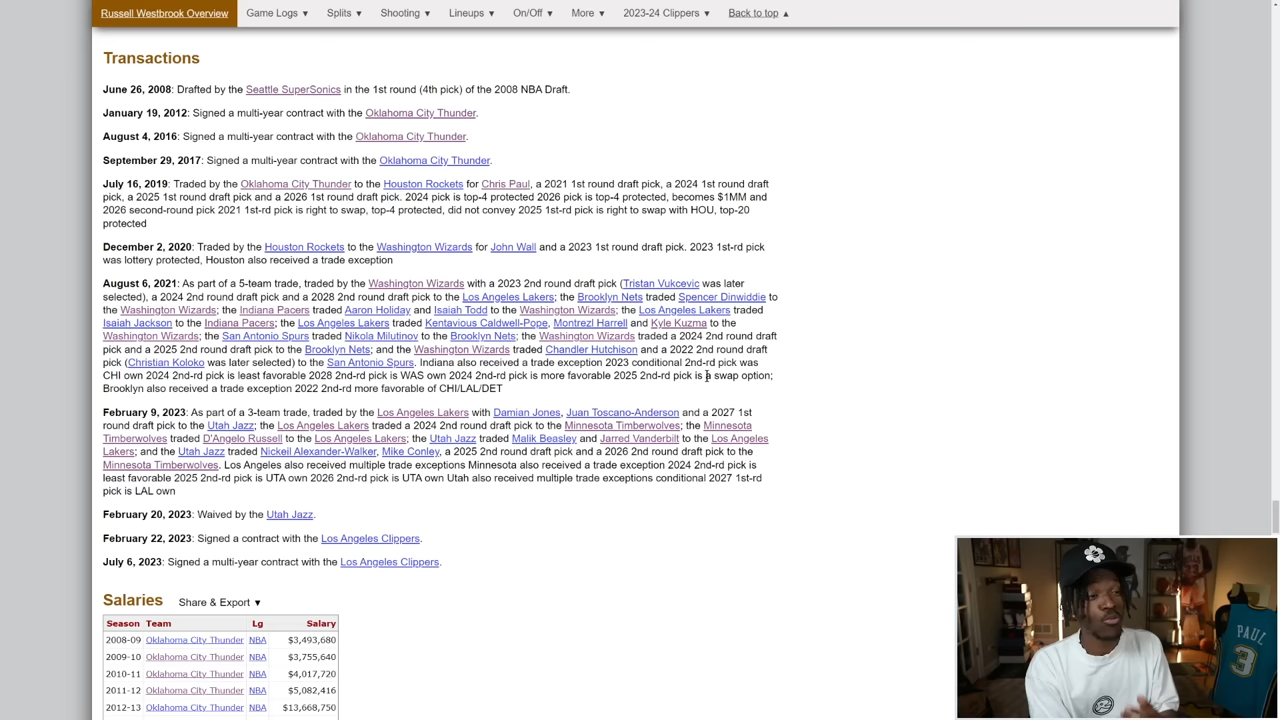 Russell Westbrook Overview Game Logs ▼ Splits ▼ Shooting ▼ Lineups ▼ On/Off ▼ More ▼ 2023-24 Clippers ▼ Back to top ▲
Transactions
June 26, 2008: Drafted by the Seattle SuperSonics in the 1st round (4th pick) of the 2008 NBA Draft.
January 19, 2012: Signed a multi-year contract with the Oklahoma City Thunder.
August 4, 2016: Signed a multi-year contract with the Oklahoma City Thunder.
September 29, 2017: Signed a multi-year contract with the Oklahoma City Thunder.
July 16, 2019: Traded by the Oklahoma City Thunder to the Houston Rockets for Chris Paul, a 2021 1st round draft pick, a 2024 1st round draft
pick, a 2025 1st round draft pick and a 2026 1st round draft pick. 2024 pick is top-4 protected 2026 pick is top-4 protected, becomes $1MM and
2026 second-round pick 2021 1st-rd pick is right to swap, top-4 protected, did not convey 2025 1st-rd pick is right to swap with HOU, top-20
protected
December 2, 2020: Traded by the Houston Rockets to the Washington Wizards for John Wall and a 2023 1st round draft pick. 2023 1st-rd pick
was lottery protected, Houston also received a trade exception
August 6, 2021: As part of a 5-team trade, traded by the Washington Wizards with a 2023 2nd round draft pick (Tristan Vukcevic was later
selected), a 2024 2nd round draft pick and a 2028 2nd round draft pick to the Los Angeles Lakers; the Brooklyn Nets traded Spencer Dinwiddie to
the Washington Wizards; the Indiana Pacers traded Aaron Holiday and Isaiah Todd to the Washington Wizards; the Los Angeles Lakers traded
Isaiah Jackson to the Indiana Pacers; the Los Angeles Lakers traded Kentavious Caldwell-Pope, Montrezl Harrell and Kyle Kuzma to the
Washington Wizards; the San Antonio Spurs traded Nikola Milutinov to the Brooklyn Nets; the Washington Wizards traded a 2024 2nd round draft
pick and a 2025 2nd round draft pick to the Brooklyn Nets; and the Washington Wizards traded Chandler Hutchison and a 2022 2nd round draft
pick (Christian Koloko was later selected) to the San Antonio Spurs. Indiana also received a trade exception 2023 conditional 2nd-rd pick was
CHI own 2024 2nd-rd pick is least favorable 2028 2nd-rd pick is WAS own 2024 2nd-rd pick is more favorable 2025 2nd-rd pick is a swap option;
Brooklyn also received a trade exception 2022 2nd-rd more favorable of CHI/LAL/DET
February 9, 2023: As part of a 3-team trade, traded by the Los Angeles Lakers with Damian Jones, Juan Toscano-Anderson and a 2027 1st
round draft pick to the Utah Jazz; the Los Angeles Lakers traded a 2024 2nd round draft pick to the Minnesota Timberwolves; the Minnesota
Timberwolves traded D'Angelo Russell to the Los Angeles Lakers; the Utah Jazz traded Malik Beasley and Jarred Vanderbilt to the Los Angeles
Lakers; and the Utah Jazz traded Nickeil Alexander-Walker, Mike Conley, a 2025 2nd round draft pick and a 2026 2nd round draft pick to the
Minnesota Timberwolves. Los Angeles also received multiple trade exceptions Minnesota also received a trade exception 2024 2nd-rd pick is
least favorable 2025 2nd-rd pick is UTA own 2026 2nd-rd pick is UTA own Utah also received multiple trade exceptions conditional 2027 1st-rd
pick is LAL own
February 20, 2023: Waived by the Utah Jazz.
February 22, 2023: Signed a contract with the Los Angeles Clippers.
July 6, 2023: Signed a multi-year contract with the Los Angeles Clippers.
Salaries Share & Export ▼
Season Team Lg Salary
2008-09 Oklahoma City Thunder NBA $3,493,680
2009-10 Oklahoma City Thunder NBA $3,755,640
2010-11 Oklahoma City Thunder NBA $4,017,720
2011-12 Oklahoma City Thunder NBA $5,082,416
2012-13 Oklahoma City Thunder NBA $13,668,750
PAUL
3